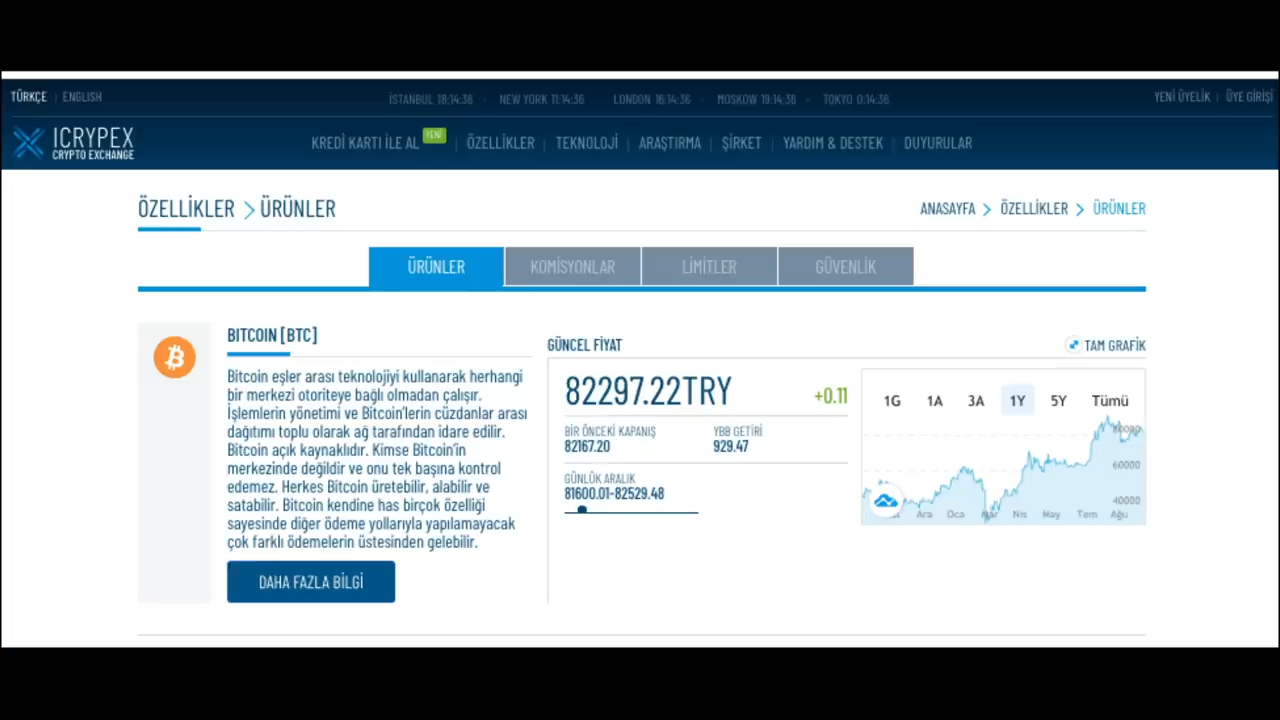 TÜRKÇE | ENGLISH
İSTANBUL 18:14:36 - NEW YORK 11:14:36 LONDON 16:14:36 - MOSKOW 19:14:36 - TOKYO 0:14:36
YENİ ÜYELİK | ÜYE GİRİŞİ
ICRYPEX
CRYPTO EXCHANGE
KREDİ KARTI İLE AL YENİ | ÖZELLİKLER | TEKNOLOJİ | ARAŞTIRMA | ŞİRKET | YARDIM & DESTEK | DUYURULAR
ÖZELLİKLER > ÜRÜNLER
ANASAYFA > ÖZELLİKLER > ÜRÜNLER
ÜRÜNLER KOMİSYONLAR LİMİTLER GÜVENLİK
BITCOIN [BTC]
Bitcoin eşler arası teknolojiyi kullanarak herhangi
bir merkezi otoriteye bağlı olmadan çalışır.
İşlemlerin yönetimi ve Bitcoin'lerin cüzdanlar arası
dağıtımı toplu olarak ağ tarafından idare edilir.
Bitcoin açık kaynaklıdır. Kimse Bitcoin'in
merkezinde değildir ve onu tek başına kontrol
edemez. Herkes Bitcoin üretebilir, alabilir ve
satabilir. Bitcoin kendine has birçok özelliği
sayesinde diğer ödeme yollarıyla yapılamayacak
çok farklı ödemelerin üstesinden gelebilir.
DAHA FAZLA BİLGİ
GÜNCEL FİYAT
TAM GRAFİK
82297.22TRY
+0.11
BİR ÖNCEKİ KAPANIŞ
82167.20
YBB GETİRİ
929.47
GÜNLÜK ARALIK
81600.01-82529.48
1G 1A 3A 1Y 5Y Tümü
80000
60000
40000
Ara Oca Mar Nis May Tem Ağu